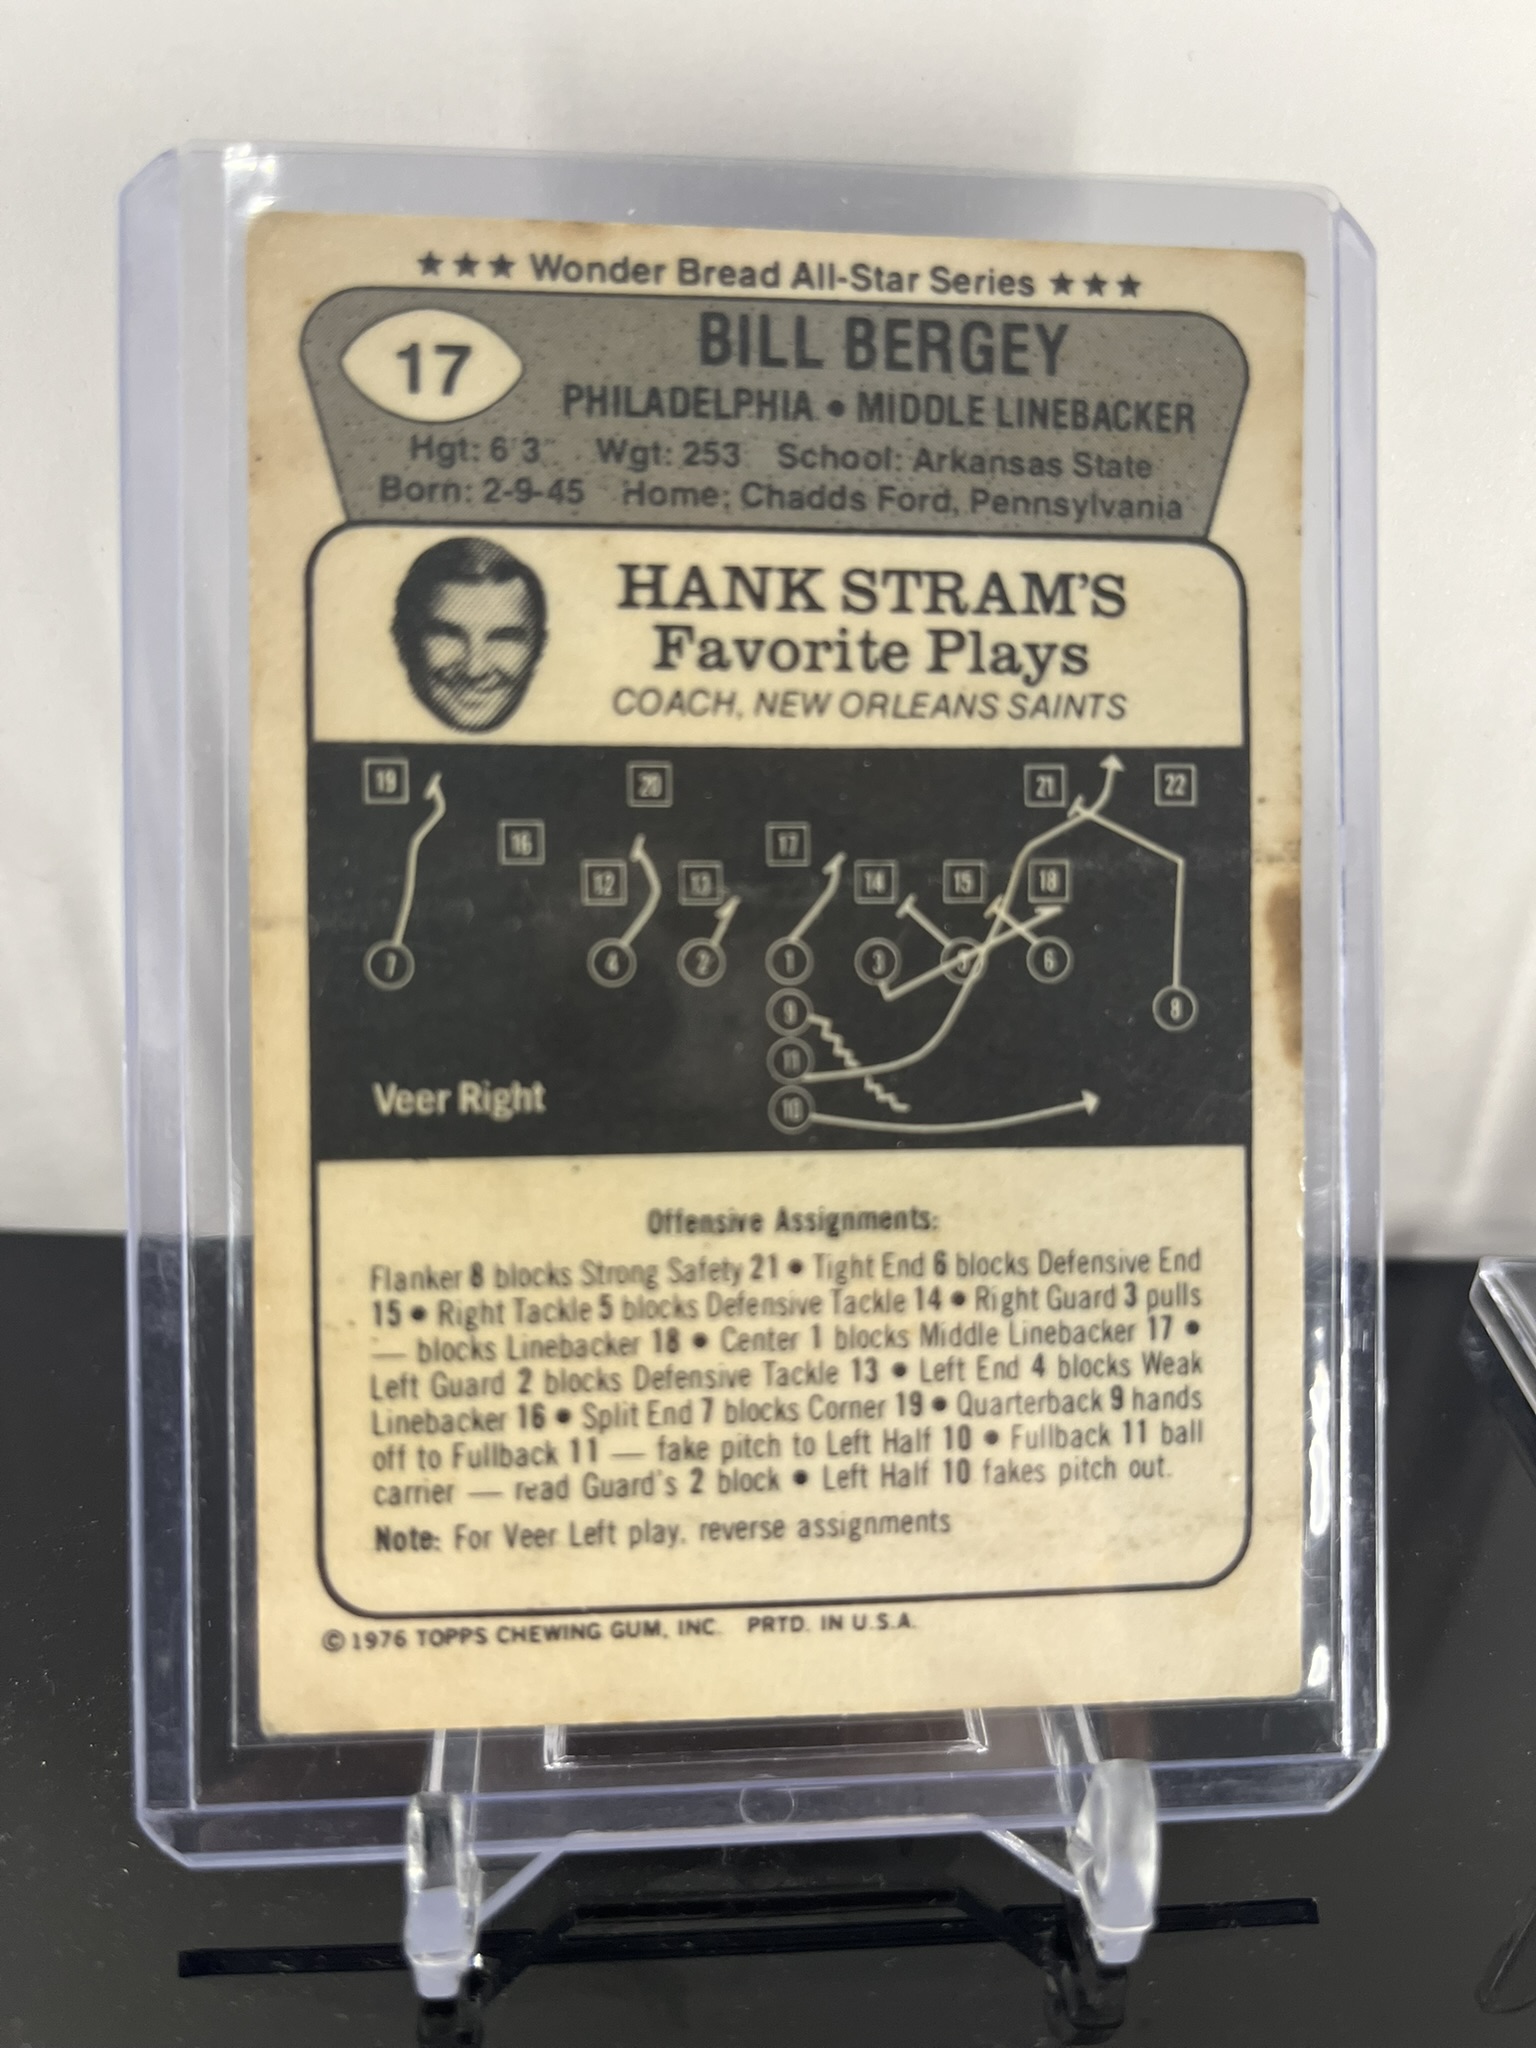 ★★★ Wonder Bread All-Star Series ★★★
17
BILL BERGEY
PHILADELPHIA • MIDDLE LINEBACKER
Hgt: 6'3" Wgt: 253 School: Arkansas State
Born: 2-9-45 Home: Chadds Ford, Pennsylvania
HANK STRAM'S
Favorite Plays
COACH, NEW ORLEANS SAINTS
19 20 21 22
16 17
12 13 14 15 18
7 4 2 1 3 5 6
9 8
11
10
Veer Right
Offensive Assignments:
Flanker 8 blocks Strong Safety 21 • Tight End 6 blocks Defensive End
15 • Right Tackle 5 blocks Defensive Tackle 14 • Right Guard 3 pulls
— blocks Linebacker 18 • Center 1 blocks Middle Linebacker 17 •
Left Guard 2 blocks Defensive Tackle 13 • Left End 4 blocks Weak
Linebacker 16 • Split End 7 blocks Corner 19 • Quarterback 9 hands
off to Fullback 11 — fake pitch to Left Half 10 • Fullback 11 ball
carrier — read Guard's 2 block • Left Half 10 fakes pitch out.
Note: For Veer Left play, reverse assignments
© 1976 TOPPS CHEWING GUM, INC. PRTD. IN U.S.A.